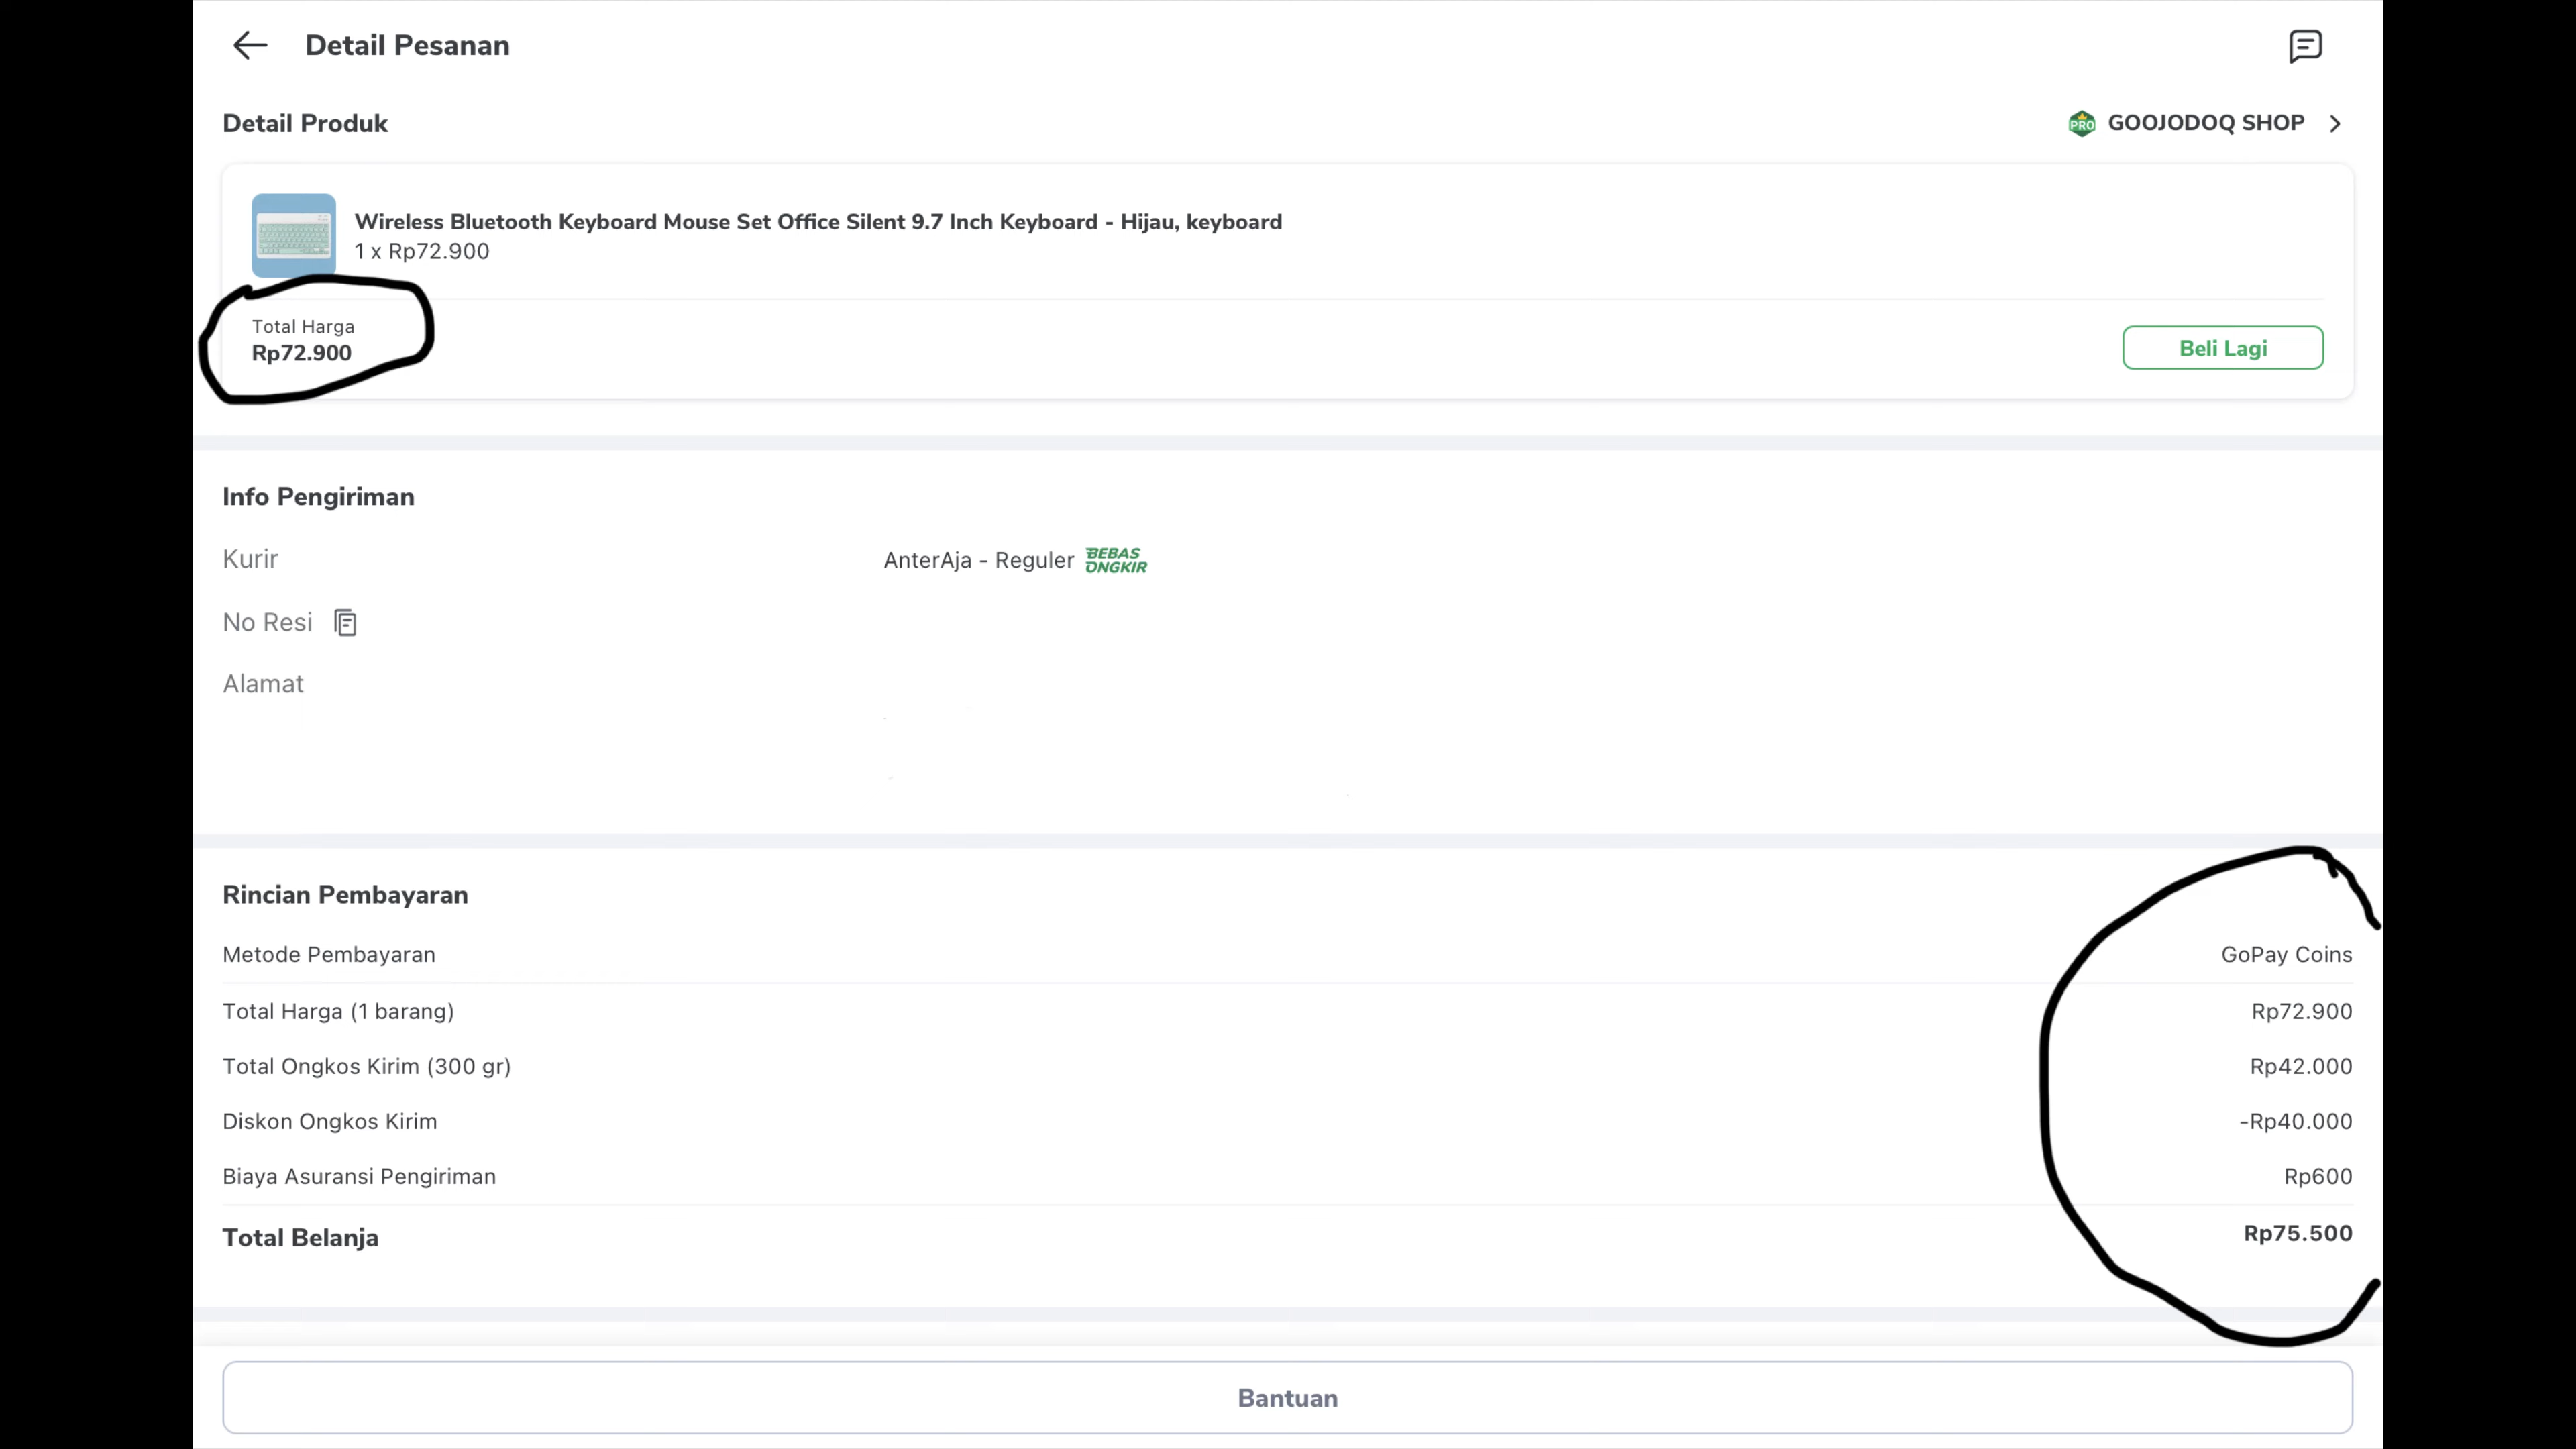 Detail Pesanan
Detail Produk
PRO GOOJODOQ SHOP
Wireless Bluetooth Keyboard Mouse Set Office Silent 9.7 Inch Keyboard - Hijau, keyboard
1 x Rp72.900
Total Harga
Rp72.900
Beli Lagi
Info Pengiriman
Kurir AnterAja - Reguler BEBAS ONGKIR
No Resi
Alamat
Rincian Pembayaran
Metode Pembayaran GoPay Coins
Total Harga (1 barang) Rp72.900
Total Ongkos Kirim (300 gr) Rp42.000
Diskon Ongkos Kirim -Rp40.000
Biaya Asuransi Pengiriman Rp600
Total Belanja Rp75.500
Bantuan